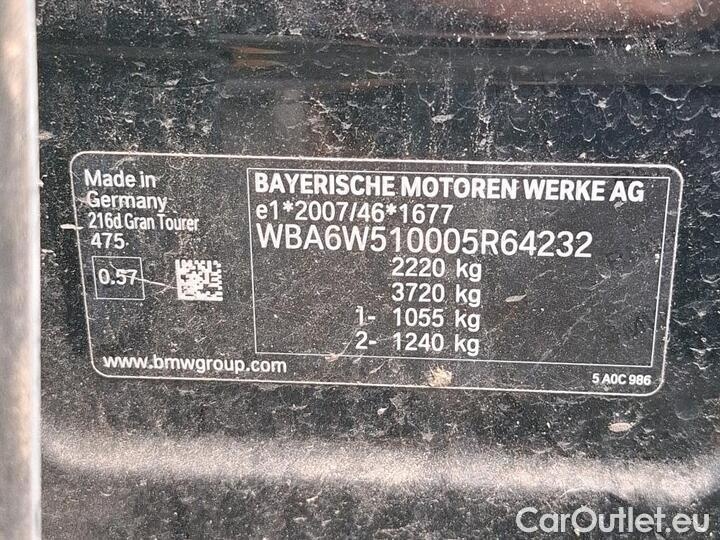 Made in
Germany
216d Gran Tourer
475
0.57
BAYERISCHE MOTOREN WERKE AG
e1*2007/46*1677
WBA6W510005R64232
2220 kg
3720 kg
1- 1055 kg
2- 1240 kg
www.bmwgroup.com
5 A0C 986
CarOutlet.eu